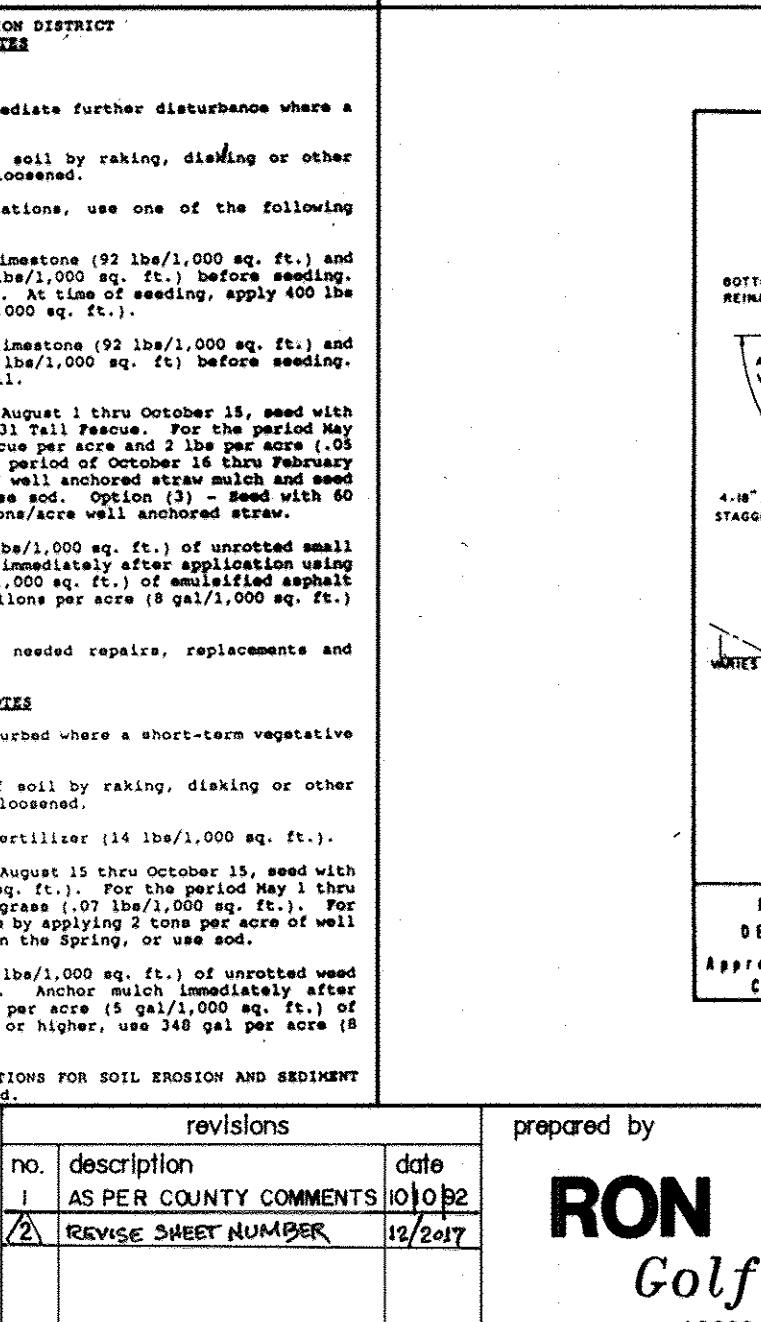 ON DISTRICT
TES
ediate further disturbance where a
soil by raking, disking or other
oosened.
ations, use one of the following
imestone (92 lbs/1,000 sq. ft.) and
lbs/1,000 sq. ft.) before seeding.
. At time of seeding, apply 400 lbs
000 sq. ft.).
imestone (92 lbs/1,000 sq. ft.) and
lbs/1,000 sq. ft) before seeding.
il.
August 1 thru October 15, seed with
31 Tall Fescue. For the period May
cue per acre and 2 lbs per acre (.05
period of October 16 thru February
well anchored straw mulch and seed
se sod. Option (3) - Seed with 60
ons/acre well anchored straw.
bs/1,000 sq. ft.) of unrotted small
immediately after application using
1,000 sq. ft.) of emulsified asphalt
llons per acre (8 gal/1,000 sq. ft.)
needed repairs, replacements and
OTES
urbed where a short-term vegetative
f soil by raking, disking or other
loosened.
ertilizer (14 lbs/1,000 sq. ft.).
August 15 thru October 15, seed with
sq. ft.). For the period May 1 thru
grass (.07 lbs/1,000 sq. ft.). For
e by applying 2 tons per acre of well
n the Spring, or use sod.
lbs/1,000 sq. ft.) of unrotted weed
. Anchor mulch immediately after
per acre (5 gal/1,000 sq. ft.) of
or higher, use 348 gal per acre (8
TIONS FOR SOIL EROSION AND SEDIMENT
d.
BOTT
REIN
4-18"
STAGG
VARIES
D E
Appr
C
revisions
no. description date
1 AS PER COUNTY COMMENTS 10|10|92
2 REVISE SHEET NUMBER 12/2017
prepared by
RON
Golf